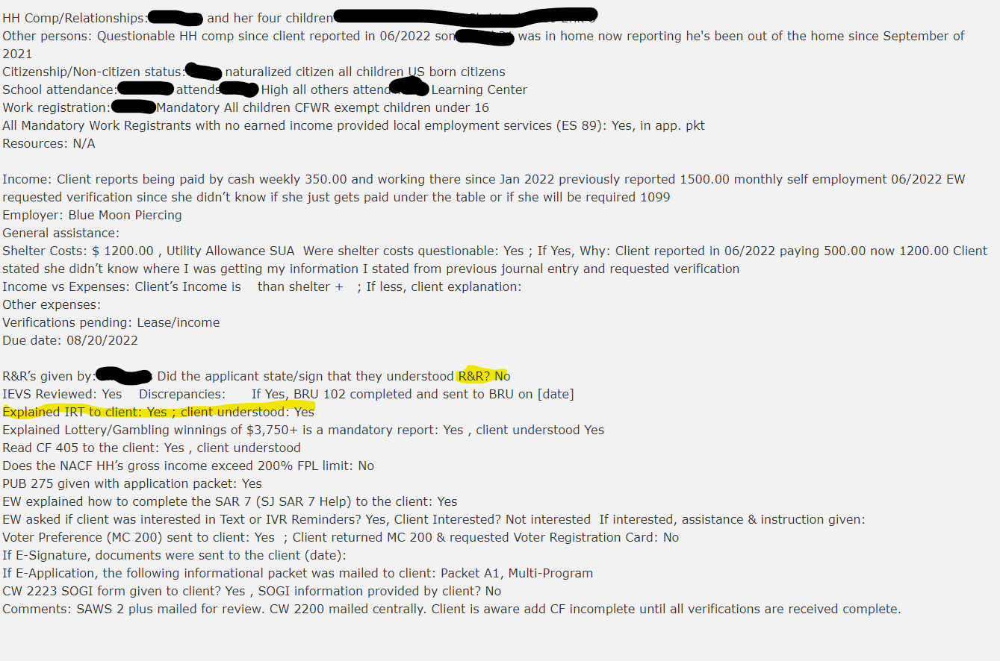 HH Comp/Relationships: and her four children
Other persons: Questionable HH comp since client reported in 06/2022 son was in home now reporting he's been out of the home since September of
2021
Citizenship/Non-citizen status: naturalized citizen all children US born citizens
School attendance: attends High all others attend Learning Center
Work registration: Mandatory All children CFWR exempt children under 16
All Mandatory Work Registrants with no earned income provided local employment services (ES 89): Yes, in app. pkt
Resources: N/A
Income: Client reports being paid by cash weekly 350.00 and working there since Jan 2022 previously reported 1500.00 monthly self employment 06/2022 EW
requested verification since she didn’t know if she just gets paid under the table or if she will be required 1099
Employer: Blue Moon Piercing
General assistance:
Shelter Costs: $ 1200.00 , Utility Allowance SUA Were shelter costs questionable: Yes ; If Yes, Why: Client reported in 06/2022 paying 500.00 now 1200.00 Client
stated she didn’t know where I was getting my information I stated from previous journal entry and requested verification
Income vs Expenses: Client’s Income is than shelter + ; If less, client explanation:
Other expenses:
Verifications pending: Lease/income
Due date: 08/20/2022
R&R’s given by: Did the applicant state/sign that they understood R&R? No
IEVS Reviewed: Yes Discrepancies: If Yes, BRU 102 completed and sent to BRU on [date]
Explained IRT to client: Yes ; client understood: Yes
Explained Lottery/Gambling winnings of $3,750+ is a mandatory report: Yes , client understood Yes
Read CF 405 to the client: Yes , client understood
Does the NACF HH’s gross income exceed 200% FPL limit: No
PUB 275 given with application packet: Yes
EW explained how to complete the SAR 7 (SJ SAR 7 Help) to the client: Yes
EW asked if client was interested in Text or IVR Reminders? Yes, Client Interested? Not interested If interested, assistance & instruction given:
Voter Preference (MC 200) sent to client: Yes ; Client returned MC 200 & requested Voter Registration Card: No
If E-Signature, documents were sent to the client (date):
If E-Application, the following informational packet was mailed to client: Packet A1, Multi-Program
CW 2223 SOGI form given to client? Yes , SOGI information provided by client? No
Comments: SAWS 2 plus mailed for review. CW 2200 mailed centrally. Client is aware add CF incomplete until all verifications are received complete.